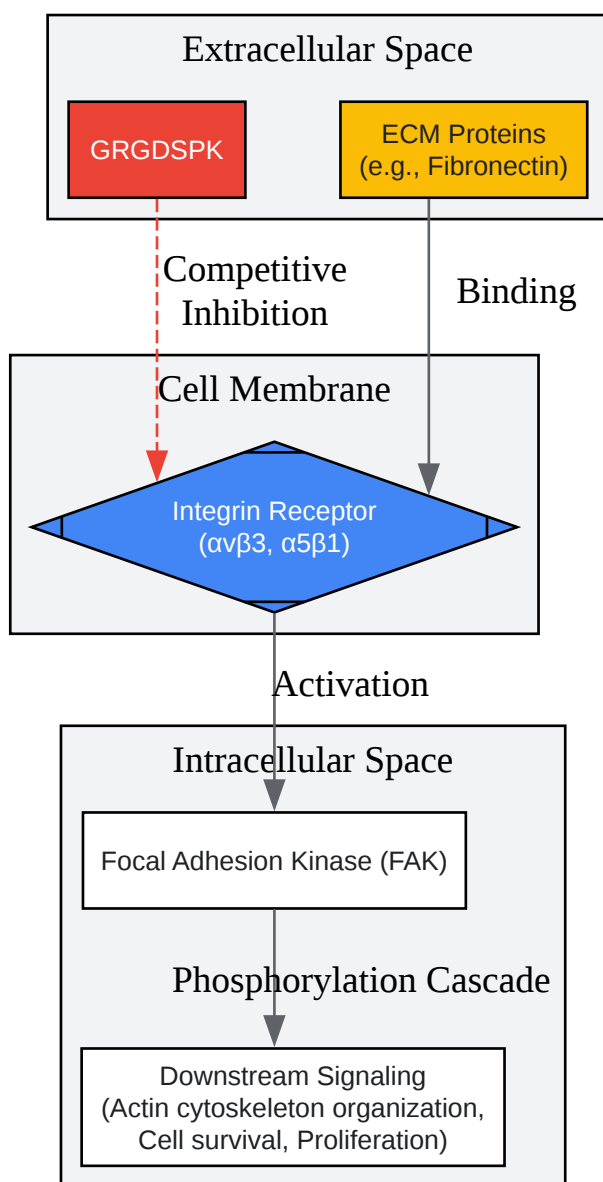 Extracellular Space
GRGDSPK
ECM Proteins
(e.g., Fibronectin)
Competitive
Inhibition
Binding
Cell Membrane
Integrin Receptor
(αvβ3, α5β1)
Activation
Intracellular Space
Focal Adhesion Kinase (FAK)
Phosphorylation Cascade
Downstream Signaling
(Actin cytoskeleton organization,
Cell survival, Proliferation)